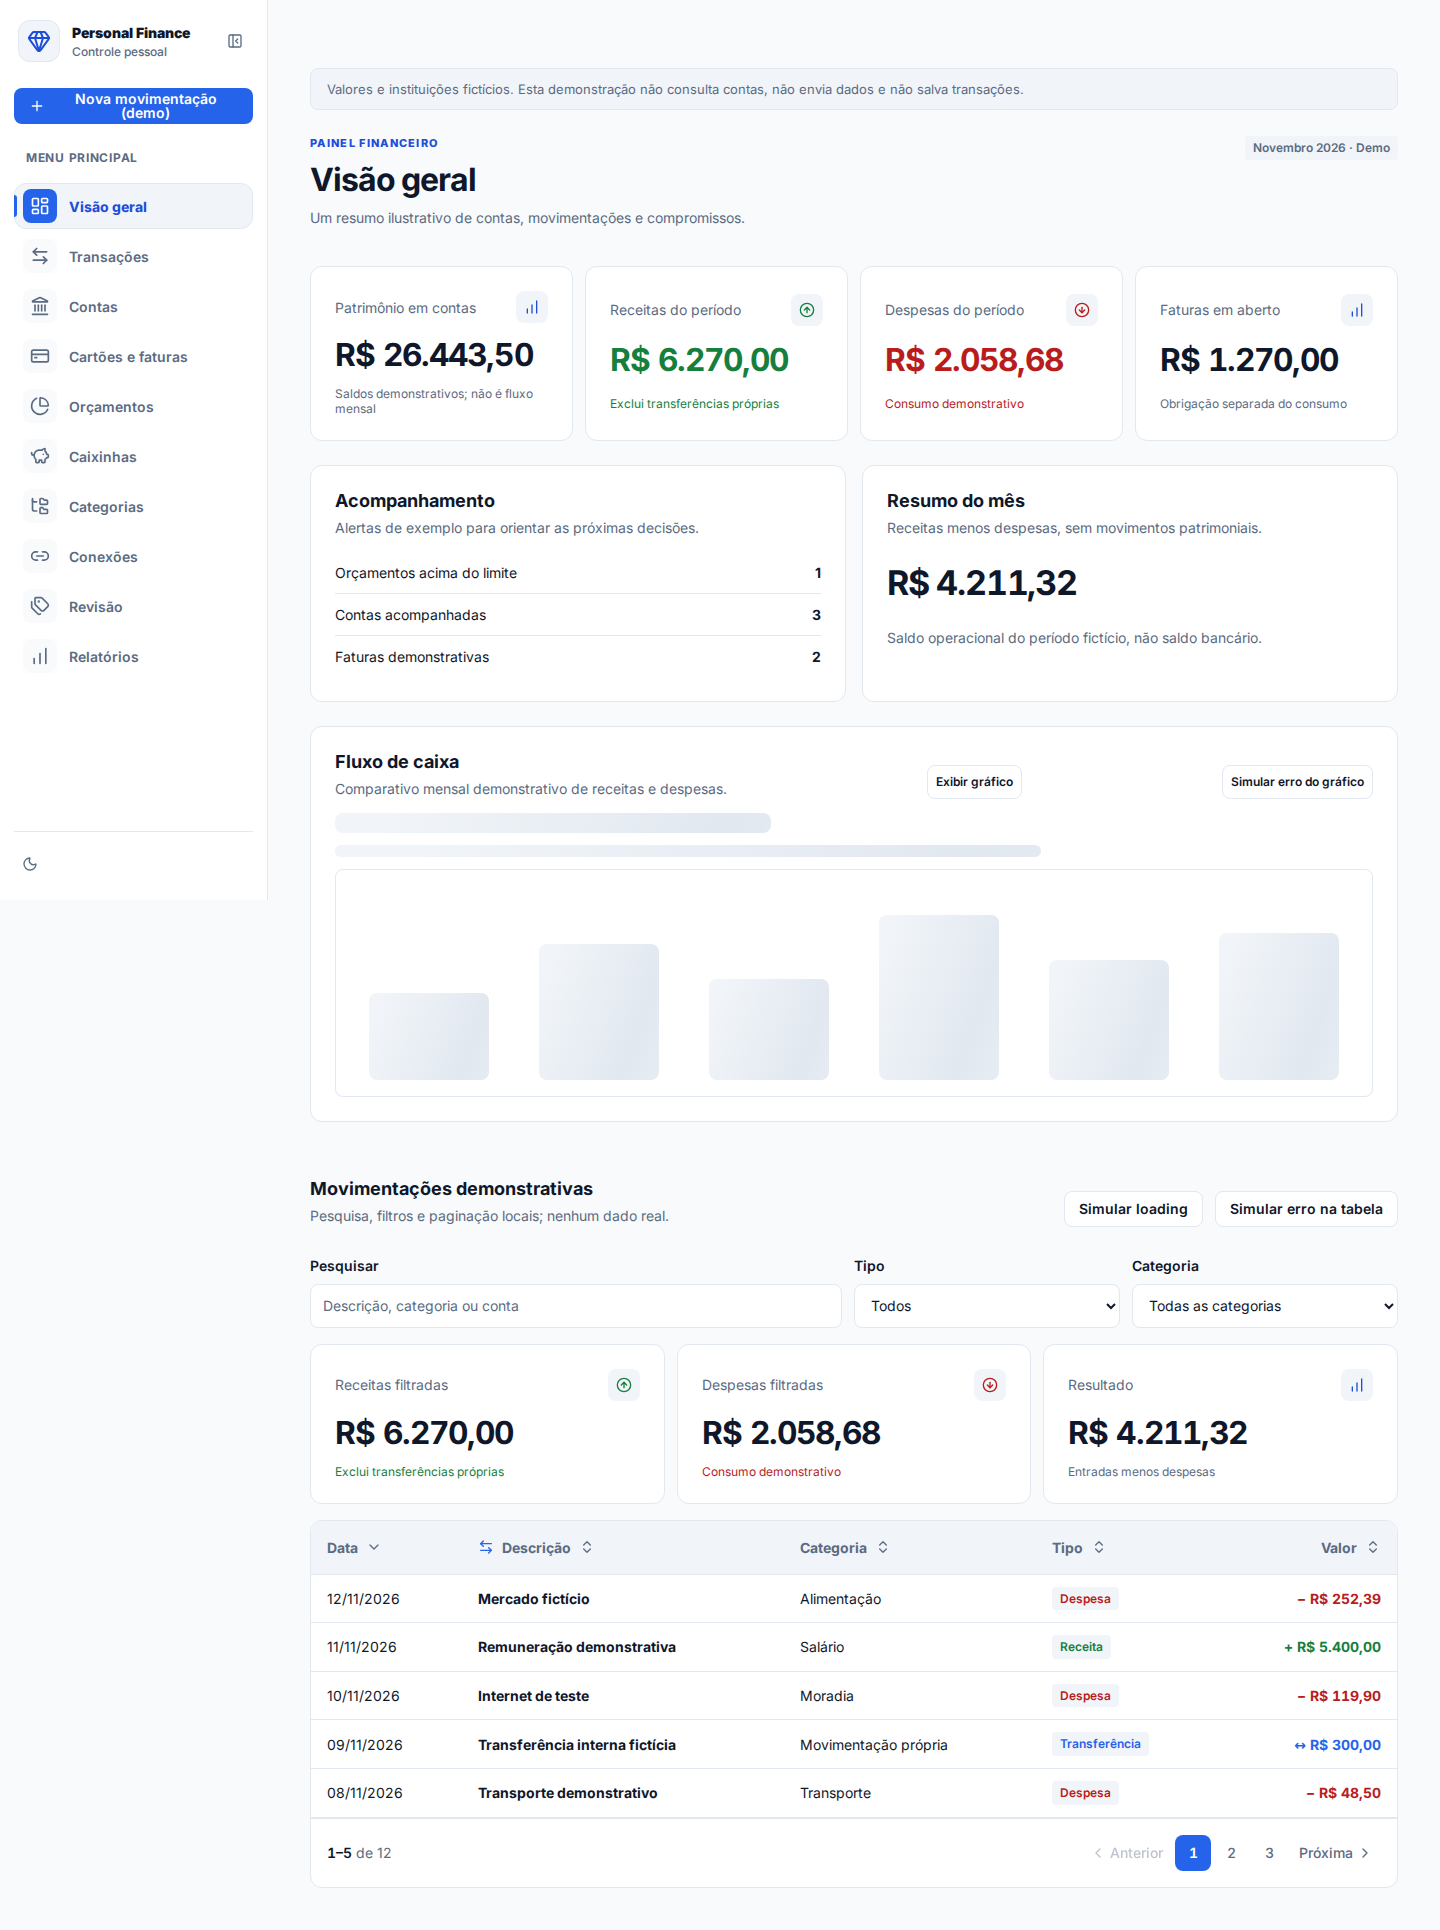 Personal Finance
Controle pessoal
Nova movimentação
(demo)
MENU PRINCIPAL
Visão geral
Transações
Contas
Cartões e faturas
Orçamentos
Caixinhas
Categorias
Conexões
Revisão
Relatórios
Valores e instituições fictícios. Esta demonstração não consulta contas, não envia dados e não salva transações.
PAINEL FINANCEIRO
Novembro 2026 · Demo
Visão geral
Um resumo ilustrativo de contas, movimentações e compromissos.
Patrimônio em contas
R$ 26.443,50
Saldos demonstrativos; não é fluxo
mensal
Receitas do período
R$ 6.270,00
Exclui transferências próprias
Despesas do período
R$ 2.058,68
Consumo demonstrativo
Faturas em aberto
R$ 1.270,00
Obrigação separada do consumo
Acompanhamento
Alertas de exemplo para orientar as próximas decisões.
Orçamentos acima do limite 1
Contas acompanhadas 3
Faturas demonstrativas 2
Resumo do mês
Receitas menos despesas, sem movimentos patrimoniais.
R$ 4.211,32
Saldo operacional do período fictício, não saldo bancário.
Fluxo de caixa
Comparativo mensal demonstrativo de receitas e despesas.
Exibir gráfico
Simular erro do gráfico
Movimentações demonstrativas
Pesquisa, filtros e paginação locais; nenhum dado real.
Simular loading
Simular erro na tabela
Pesquisar
Descrição, categoria ou conta
Tipo
Todos
Categoria
Todas as categorias
Receitas filtradas
R$ 6.270,00
Exclui transferências próprias
Despesas filtradas
R$ 2.058,68
Consumo demonstrativo
Resultado
R$ 4.211,32
Entradas menos despesas
Data Descrição Categoria Tipo Valor
12/11/2026 Mercado fictício Alimentação Despesa − R$ 252,39
11/11/2026 Remuneração demonstrativa Salário Receita + R$ 5.400,00
10/11/2026 Internet de teste Moradia Despesa − R$ 119,90
09/11/2026 Transferência interna fictícia Movimentação própria Transferência ↔ R$ 300,00
08/11/2026 Transporte demonstrativo Transporte Despesa − R$ 48,50
1–5 de 12
Anterior 1 2 3 Próxima